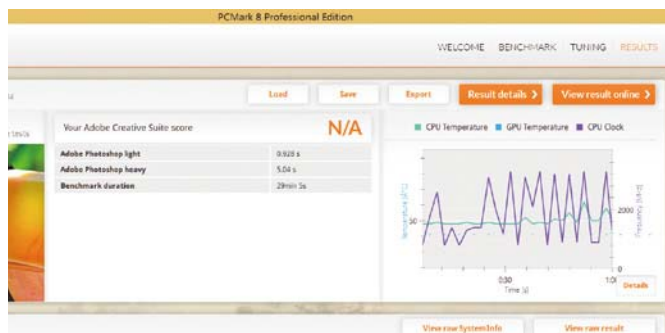 PCMark 8 Professional Edition
WELCOME BENCHMARK TUNING RESULTS
Load Save Export Result details View result online
Your Adobe Creative Suite score N/A
CPU Temperature GPU Temperature CPU Clock
Adobe Photoshop light
Adobe Photoshop heavy 5.04 s
Benchmark duration 29min 5s
50
2000
0
0:30
Time [s]
Details
View raw SystemInfo View raw result